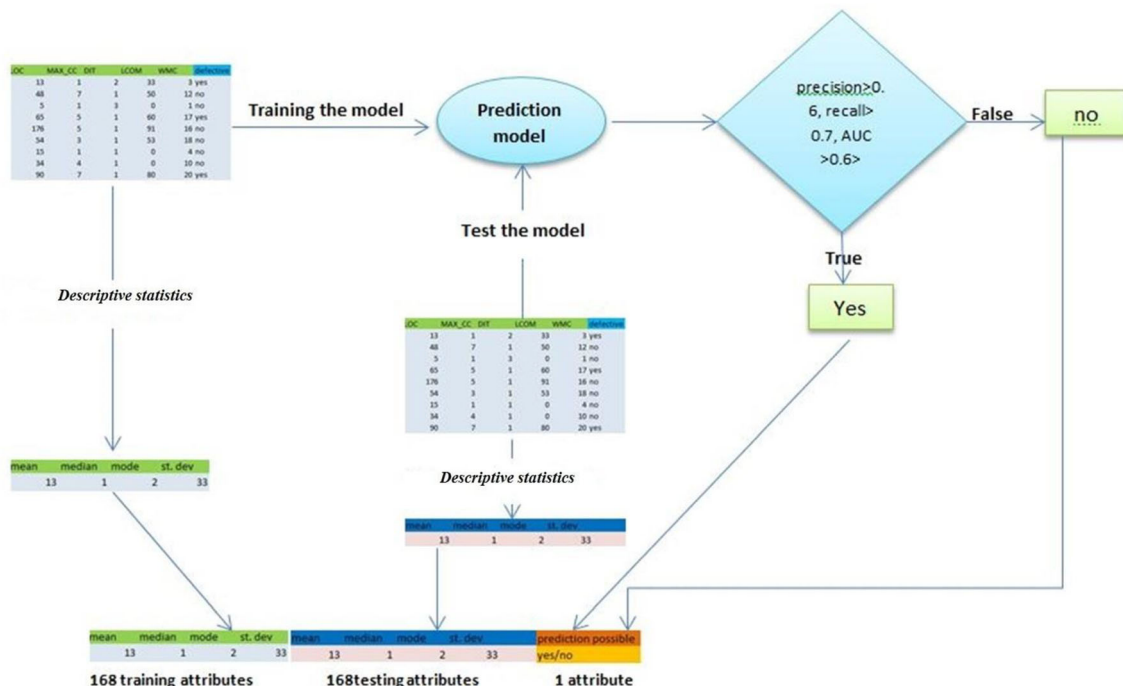 LOC MAX_CC DIT LCOM WMC defective
13 1 2 33 3 yes
48 7 1 50 12 no
5 1 3 0 1 no
65 5 1 60 17 yes
176 5 1 91 16 no
54 3 1 53 18 no
15 1 1 0 4 no
34 4 1 0 10 no
90 7 1 80 20 yes
Training the model
Prediction
model
precision>0.
6, recall>
0.7, AUC
>0.6>
False
no
True
Yes
Test the model
Descriptive statistics
LOC MAX_CC DIT LCOM WMC defective
13 1 2 33 3 yes
48 7 1 50 12 no
5 1 3 0 1 no
65 5 1 60 17 yes
176 5 1 91 16 no
54 3 1 53 18 no
15 1 1 0 4 no
34 4 1 0 10 no
90 7 1 80 20 yes
Descriptive statistics
mean median mode st. dev
13 1 2 33
mean median mode st. dev
13 1 2 33
mean median mode st. dev
13 1 2 33
mean median mode st. dev
13 1 2 33
prediction possible
yes/no
168 training attributes
168testing attributes
1 attribute